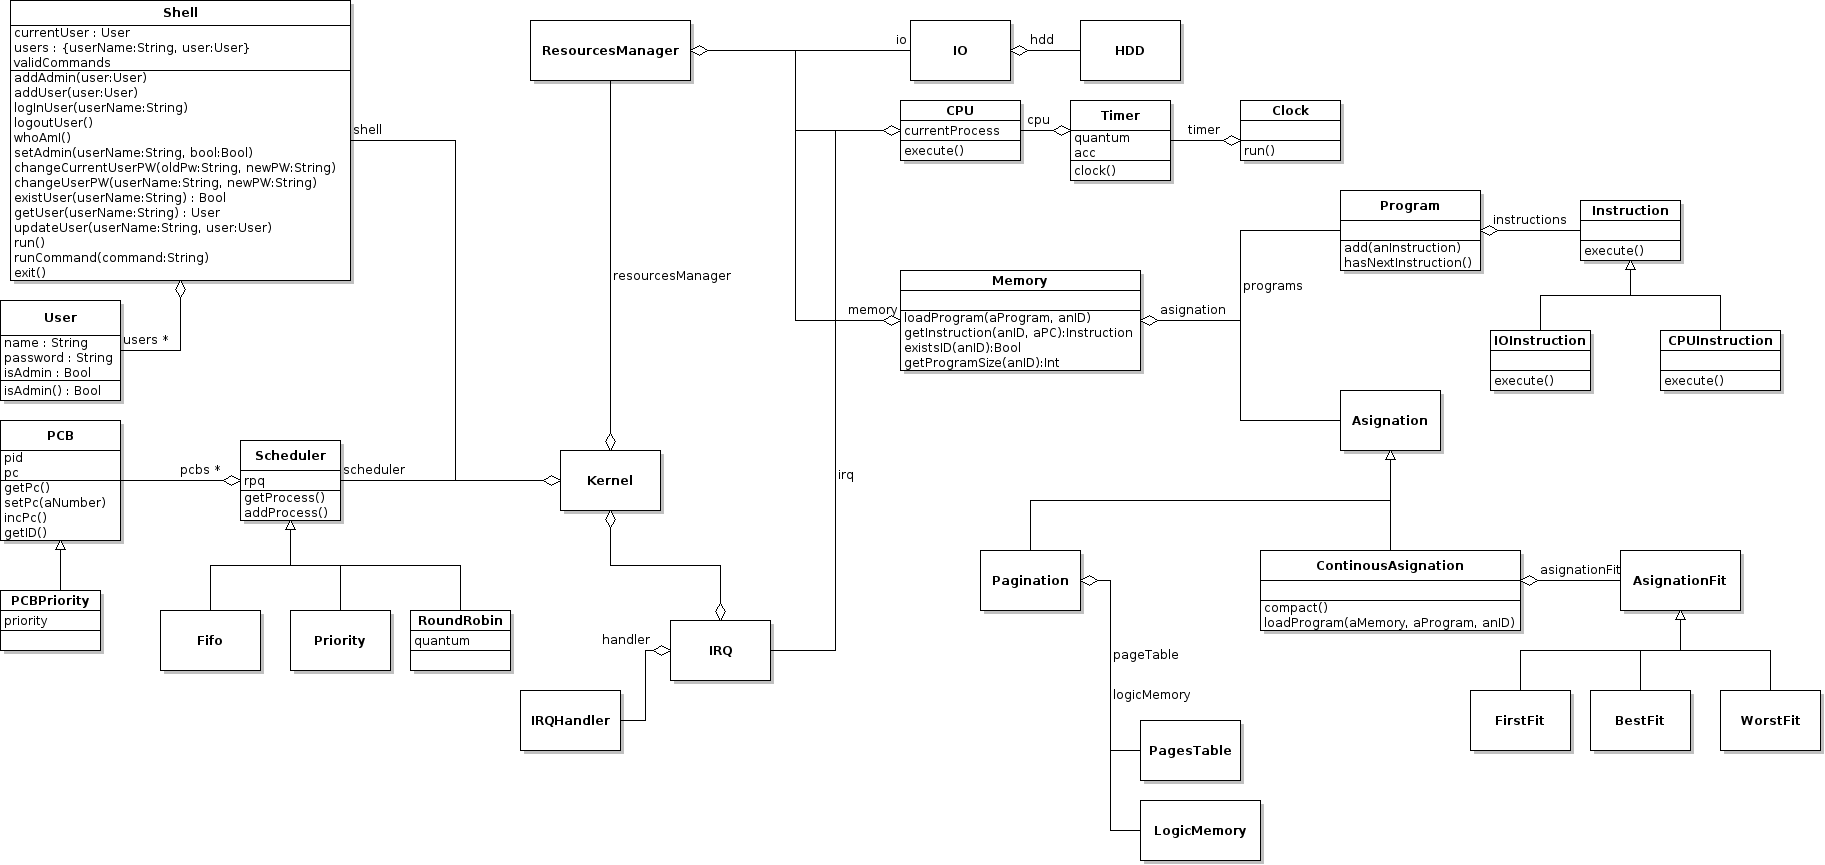 Shell
currentUser : User
users : {userName:String, user:User}
validCommands
addAdmin(user:User)
addUser(user:User)
logInUser(userName:String)
logoutUser()
whoAmI()
setAdmin(userName:String, bool:Bool)
changeCurrentUserPW(oldPw:String, newPW:String)
changeUserPW(userName:String, newPW:String)
existUser(userName:String) : Bool
getUser(userName:String) : User
updateUser(userName:String, user:User)
run()
runCommand(command:String)
exit()
shell
User
name : String
password : String
isAdmin : Bool
isAdmin() : Bool
users *
PCB
pid
pc
getPc()
setPc(aNumber)
incPc()
getID()
pcbs *
PCBPriority
priority
Scheduler
rpq
getProcess()
addProcess()
scheduler
Fifo
Priority
RoundRobin
quantum
ResourcesManager
resourcesManager
Kernel
handler
IRQ
IRQHandler
irq
io
IO
hdd
HDD
CPU
currentProcess
execute()
cpu
Timer
quantum
acc
clock()
timer
Clock
run()
memory
Memory
loadProgram(aProgram, anID)
getInstruction(anID, aPC):Instruction
existsID(anID):Bool
getProgramSize(anID):Int
asignation
programs
Program
add(anInstruction)
hasNextInstruction()
instructions
Instruction
execute()
IOInstruction
execute()
CPUInstruction
execute()
Asignation
Pagination
pageTable
logicMemory
PagesTable
LogicMemory
ContinousAsignation
compact()
loadProgram(aMemory, aProgram, anID)
asignationFit
AsignationFit
FirstFit
BestFit
WorstFit